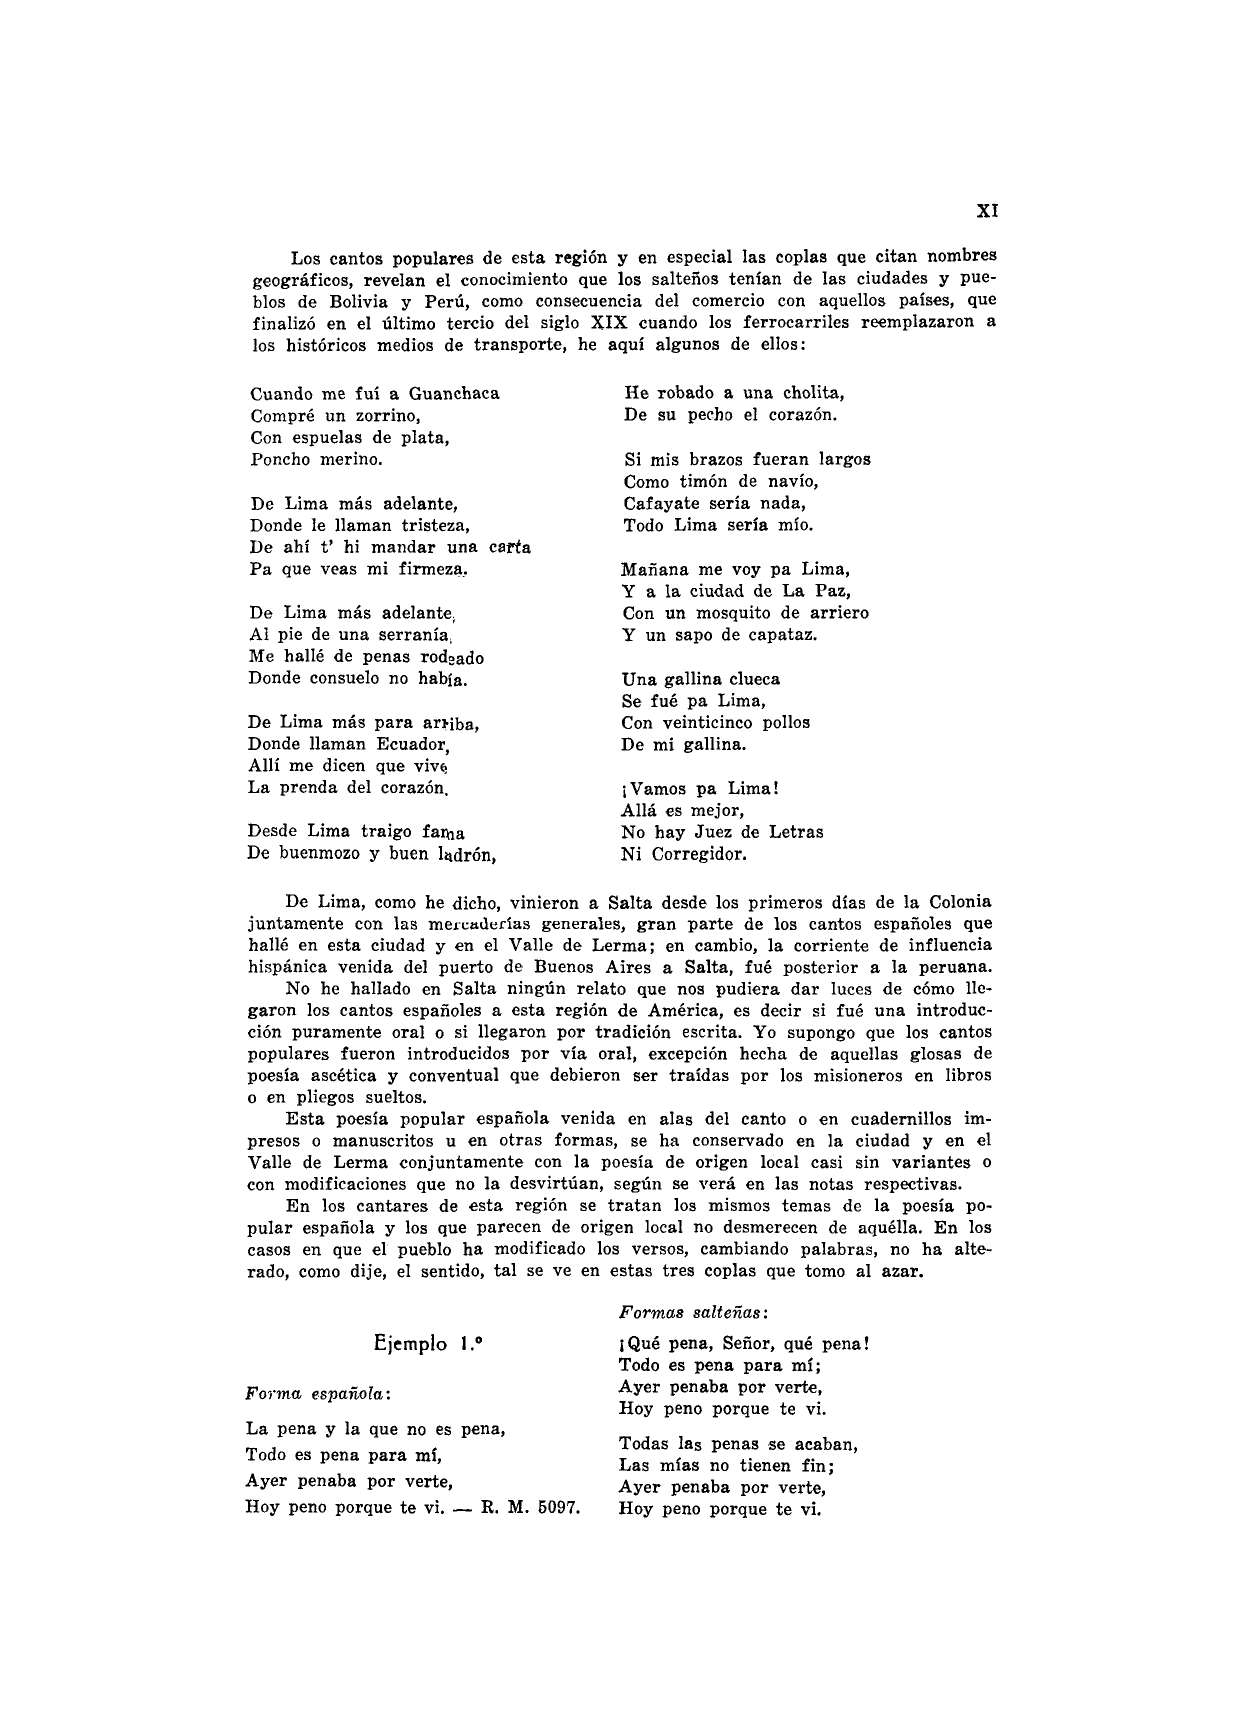 XI
Los cantos populares de esta región y en especial las coplas que citan nombres
geográficos, revelan el conocimiento que los salteños tenían de las ciudades y pue-
blos de Bolivia y Perú, como consecuencia del comercio con aquellos países, que
finalizó en el último tercio del siglo XIX cuando los ferrocarriles reemplazaron a
los históricos medios de transporte, he aquí algunos de ellos:
Cuando me fuí a Guanchaca
Compré un zorrino,
Con espuelas de plata,
Poncho merino.
De Lima más adelante,
Donde le llaman tristeza,
De ahí t' hi mandar una carta
Pa que veas mi firmeza.
De Lima más adelante,
Al pie de una serranía,
Me hallé de penas rodeado
Donde consuelo no había.
De Lima más para arriba,
Donde llaman Ecuador,
Allí me dicen que vive
La prenda del corazón.
Desde Lima traigo fama
De buenmozo y buen ladrón,
He robado a una cholita,
De su pecho el corazón.
Si mis brazos fueran largos
Como timón de navío,
Cafayate sería nada,
Todo Lima sería mío.
Mañana me voy pa Lima,
Y a la ciudad de La Paz,
Con un mosquito de arriero
Y un sapo de capataz.
Una gallina clueca
Se fué pa Lima,
Con veinticinco pollos
De mi gallina.
¡Vamos pa Lima!
Allá es mejor,
No hay Juez de Letras
Ni Corregidor.
De Lima, como he dicho, vinieron a Salta desde los primeros días de la Colonia
juntamente con las mercaderías generales, gran parte de los cantos españoles que
hallé en esta ciudad y en el Valle de Lerma; en cambio, la corriente de influencia
hispánica venida del puerto de Buenos Aires a Salta, fué posterior a la peruana.
No he hallado en Salta ningún relato que nos pudiera dar luces de cómo lle-
garon los cantos españoles a esta región de América, es decir si fué una introduc-
ción puramente oral o si llegaron por tradición escrita. Yo supongo que los cantos
populares fueron introducidos por vía oral, excepción hecha de aquellas glosas de
poesía ascética y conventual que debieron ser traídas por los misioneros en libros
o en pliegos sueltos.
Esta poesía popular española venida en alas del canto o en cuadernillos im-
presos o manuscritos u en otras formas, se ha conservado en la ciudad y en el
Valle de Lerma conjuntamente con la poesía de origen local casi sin variantes o
con modificaciones que no la desvirtúan, según se verá en las notas respectivas.
En los cantares de esta región se tratan los mismos temas de la poesía po-
pular española y los que parecen de origen local no desmerecen de aquélla. En los
casos en que el pueblo ha modificado los versos, cambiando palabras, no ha alte-
rado, como dije, el sentido, tal se ve en estas tres coplas que tomo al azar.
Ejemplo 1.º
Forma española:
La pena y la que no es pena,
Todo es pena para mí,
Ayer penaba por verte,
Hoy peno porque te vi. — R. M. 5097.
Formas salteñas:
¡Qué pena, Señor, qué pena!
Todo es pena para mí;
Ayer penaba por verte,
Hoy peno porque te vi.
Todas las penas se acaban,
Las mías no tienen fin;
Ayer penaba por verte,
Hoy peno porque te vi.